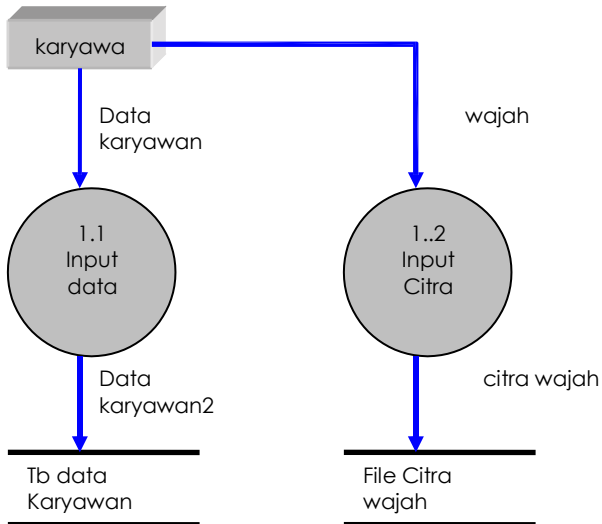 karyawa
Data
karyawan
wajah
1.1
Input
data
1..2
Input
Citra
Data
karyawan2
citra wajah
Tb data
Karyawan
File Citra
wajah